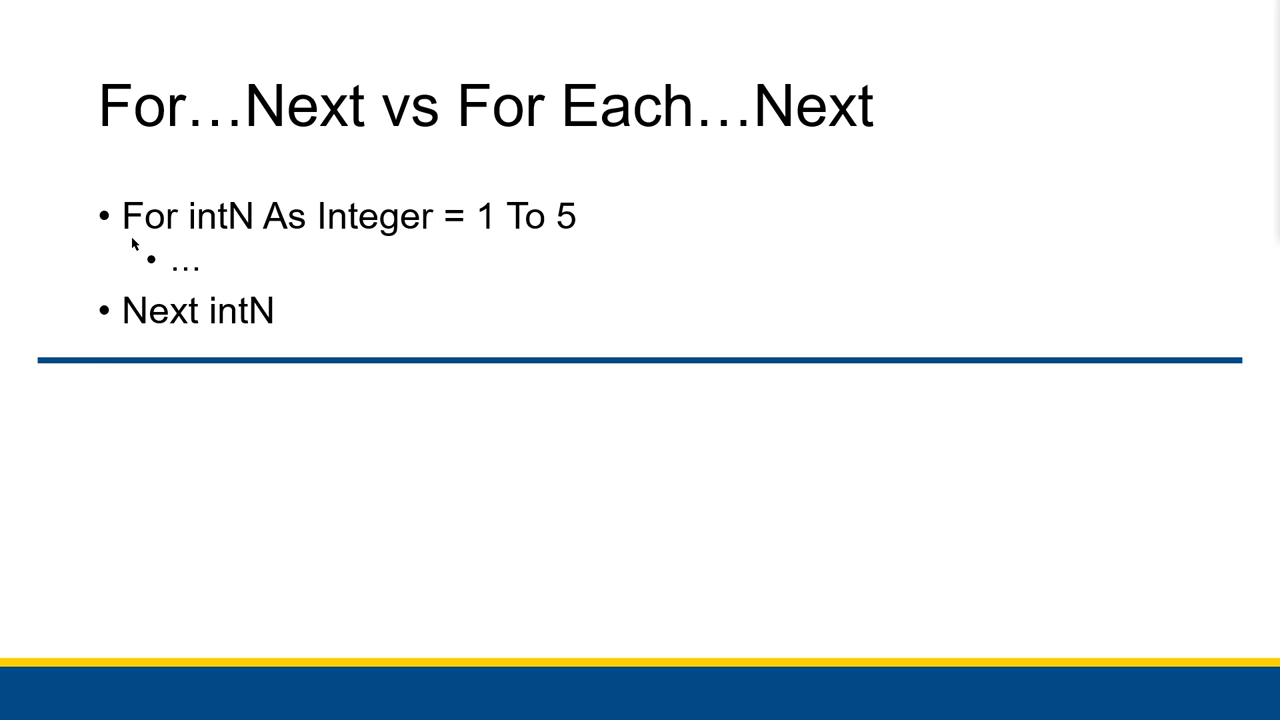 For…Next vs For Each…Next
• For intN As Integer = 1 To 5
• …
• Next intN